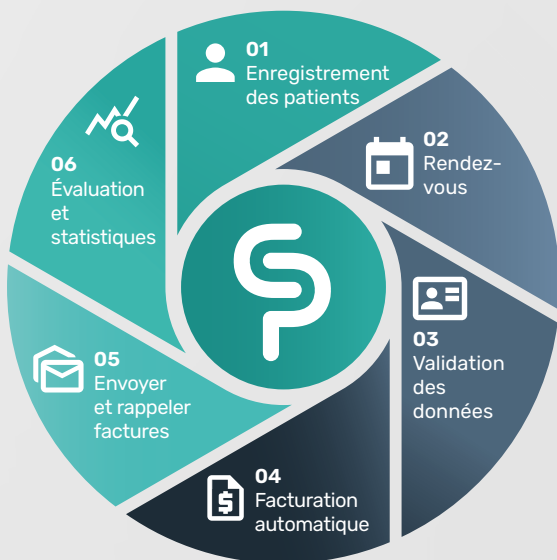 01
Enregistrement
des patients
02
Rendez-
vous
03
Validation
des
données
04
Facturation
automatique
05
Envoyer
et rappeler
factures
06
Évaluation
et
statistiques